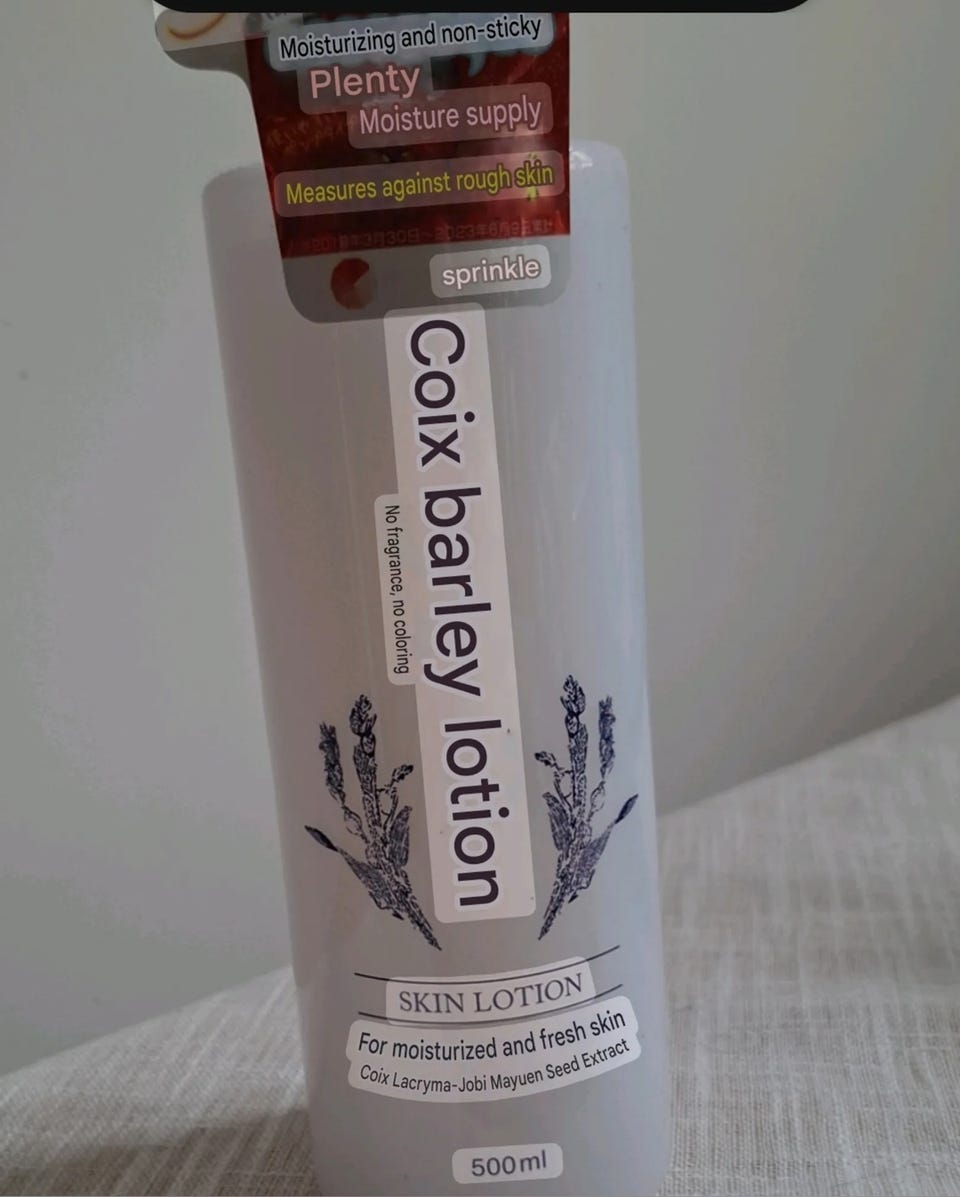 Moisturizing and non-sticky
Plenty
Moisture supply
Measures against rough skin
sprinkle
Coix barley lotion
No fragrance, no coloring
SKIN LOTION
For moisturized and fresh skin
Coix Lacryma-Jobi Mayuen Seed Extract
500ml